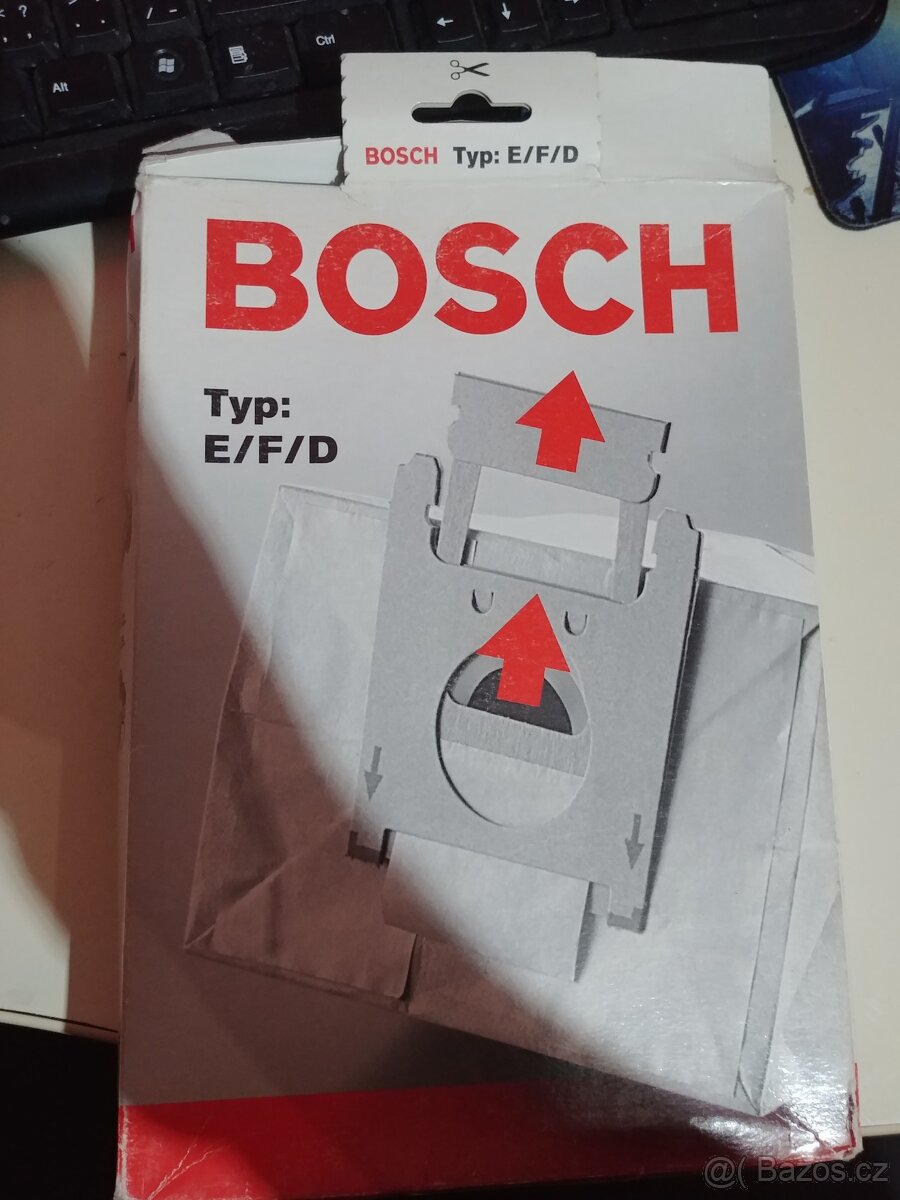 Alt
Ctrl
BOSCH Typ: E/F/D
BOSCH
Typ:
E/F/D
@( Bazos.cz